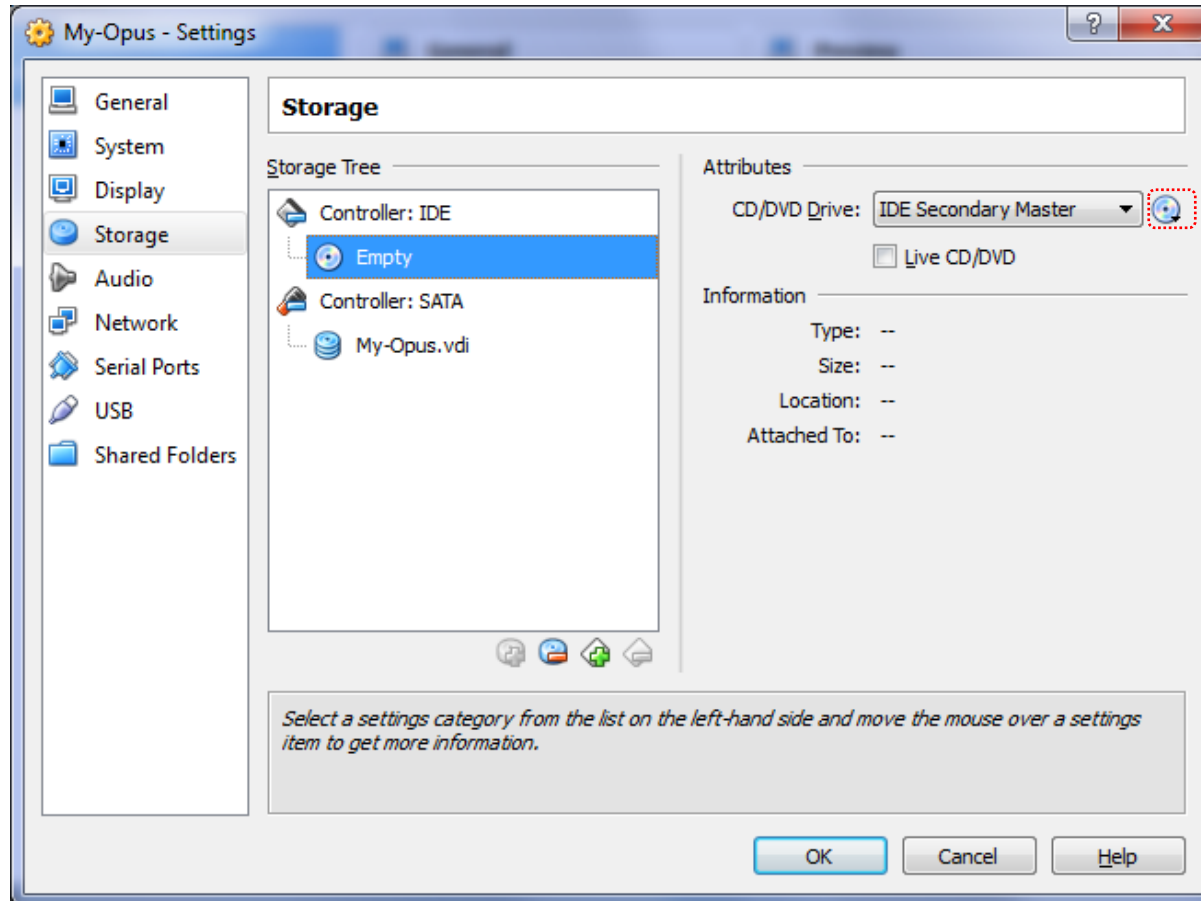 My-Opus - Settings
General
System
Display
Storage
Audio
Network
Serial Ports
USB
Shared Folders
Storage
Storage Tree
Controller: IDE
Empty
Controller: SATA
My-Opus.vdi
Attributes
CD/DVD Drive: IDE Secondary Master
Live CD/DVD
Information
Type: --
Size: --
Location: --
Attached To: --
Select a settings category from the list on the left-hand side and move the mouse over a settings
item to get more information.
OK Cancel Help